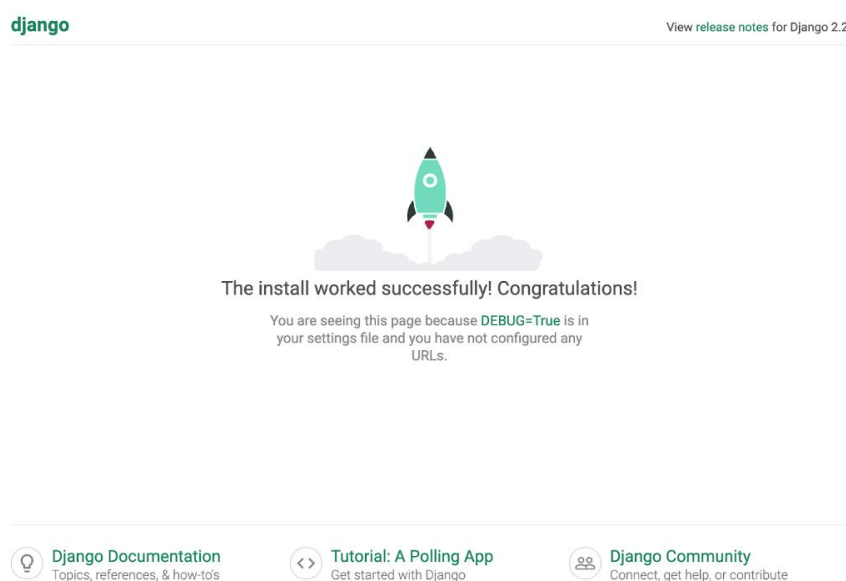 django
View release notes for Django 2.2
The install worked successfully! Congratulations!
You are seeing this page because DEBUG=True is in
your settings file and you have not configured any
URLs.
Django Documentation
Topics, references, & how-to's
Tutorial: A Polling App
Get started with Django
Django Community
Connect, get help, or contribute